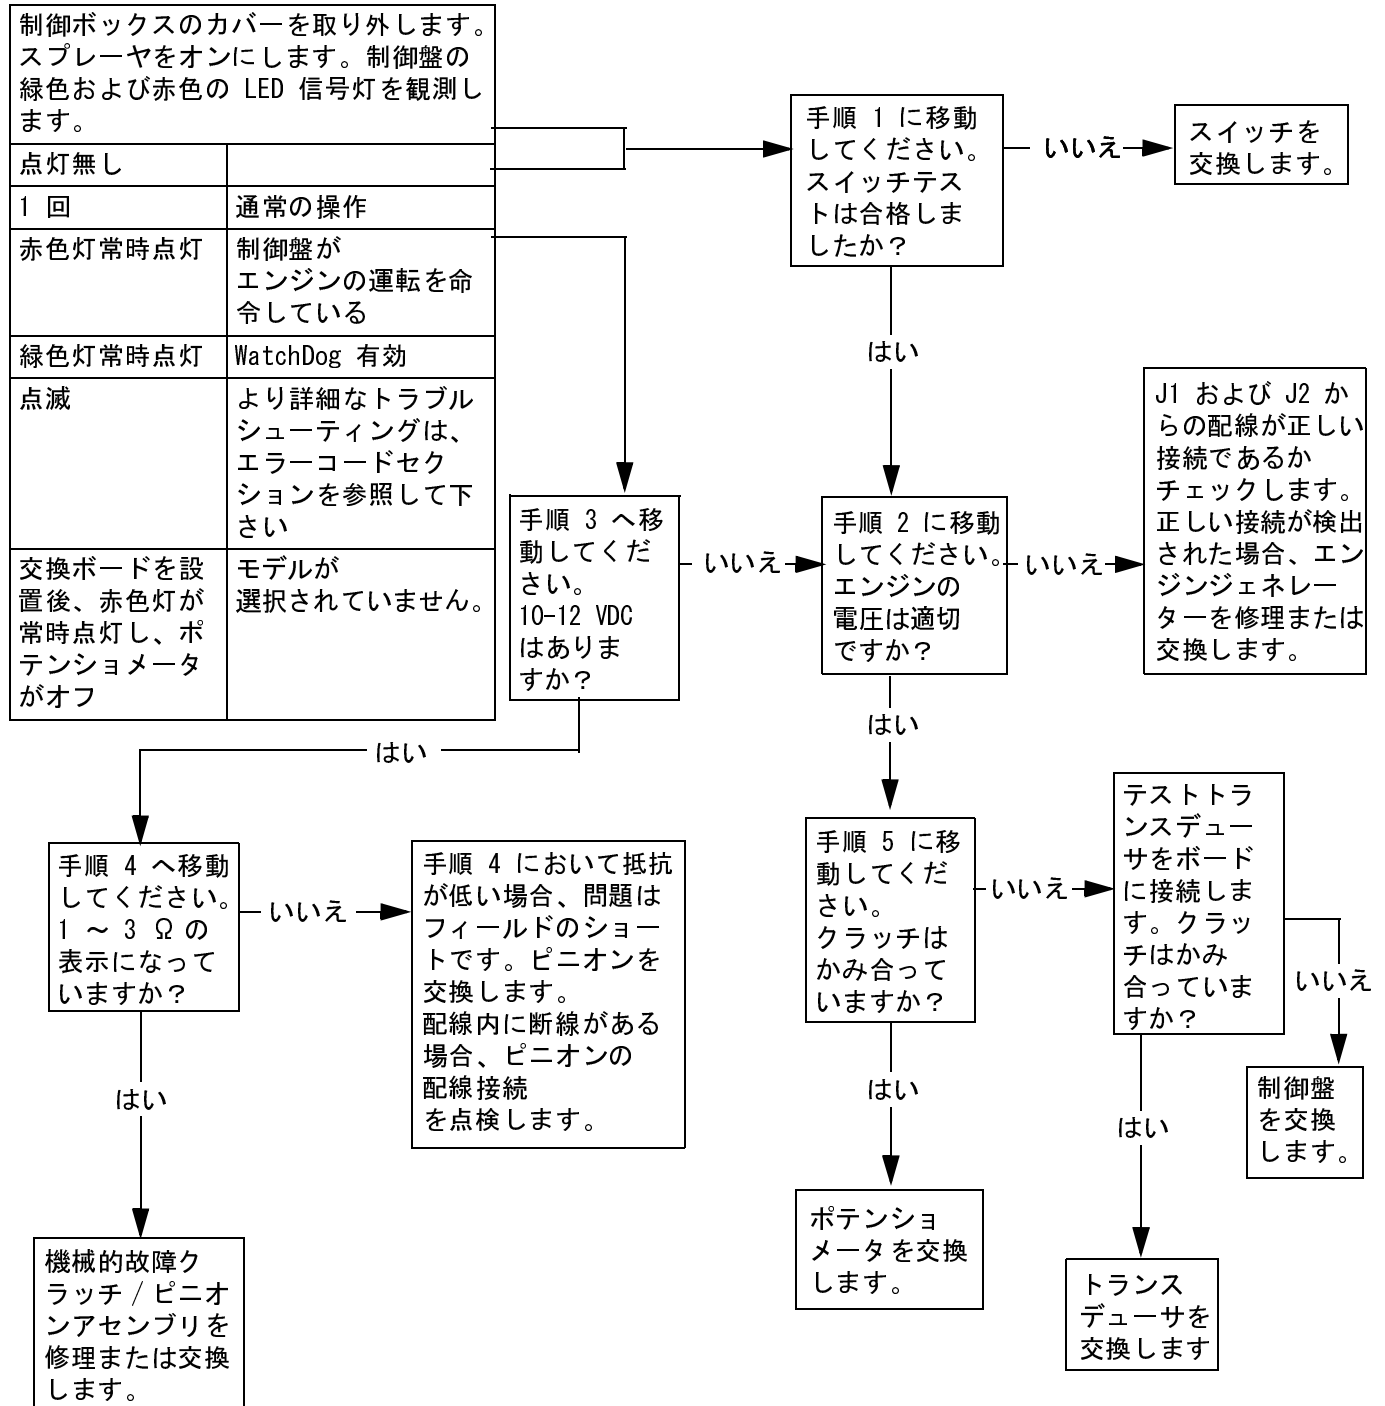 制御ボックスのカバーを取り外します。
スプレーヤをオンにします。制御盤の
緑色および赤色の LED 信号灯を観測し
ます。
点灯無し
1 回
通常の操作
赤色灯常時点灯
制御盤が
エンジンの運転を命
令している
緑色灯常時点灯
WatchDog 有効
点滅
より詳細なトラブル
シューティングは、
エラーコードセク
ションを参照して下
さい
交換ボードを設
置後、赤色灯が
常時点灯し、ポ
テンショメータ
がオフ
モデルが
選択されていません。
手順 1 に移動
してください。
スイッチテス
トは合格しま
したか？
いいえ
スイッチを
交換します。
はい
手順 3 へ移
動してくだ
さい。
10-12 VDC
はありま
すか？
いいえ
手順 2 に移動
してください。
エンジンの
電圧は適切
ですか？
いいえ
J1 および J2 か
らの配線が正しい
接続であるか
チェックします。
正しい接続が検出
された場合、エン
ジンジェネレー
ターを修理または
交換します。
はい
はい
手順 4 へ移動
してください。
1 ～ 3 Ω の
表示になって
いますか？
いいえ
手順 4 において抵抗
が低い場合、問題は
フィールドのショー
トです。ピニオンを
交換します。
配線内に断線がある
場合、ピニオンの
配線接続
を点検します。
手順 5 に移
動してくだ
さい。
クラッチは
かみ合って
いますか？
いいえ
テストトラ
ンスデュー
サをボード
に接続しま
す。クラッ
チはかみ
合っていま
すか？
いいえ
制御盤
を交換
します。
はい
はい
はい
機械的故障ク
ラッチ / ピニオ
ンアセンブリを
修理または交換
します。
ポテンショ
メータを交換
します。
トランス
デューサを
交換します